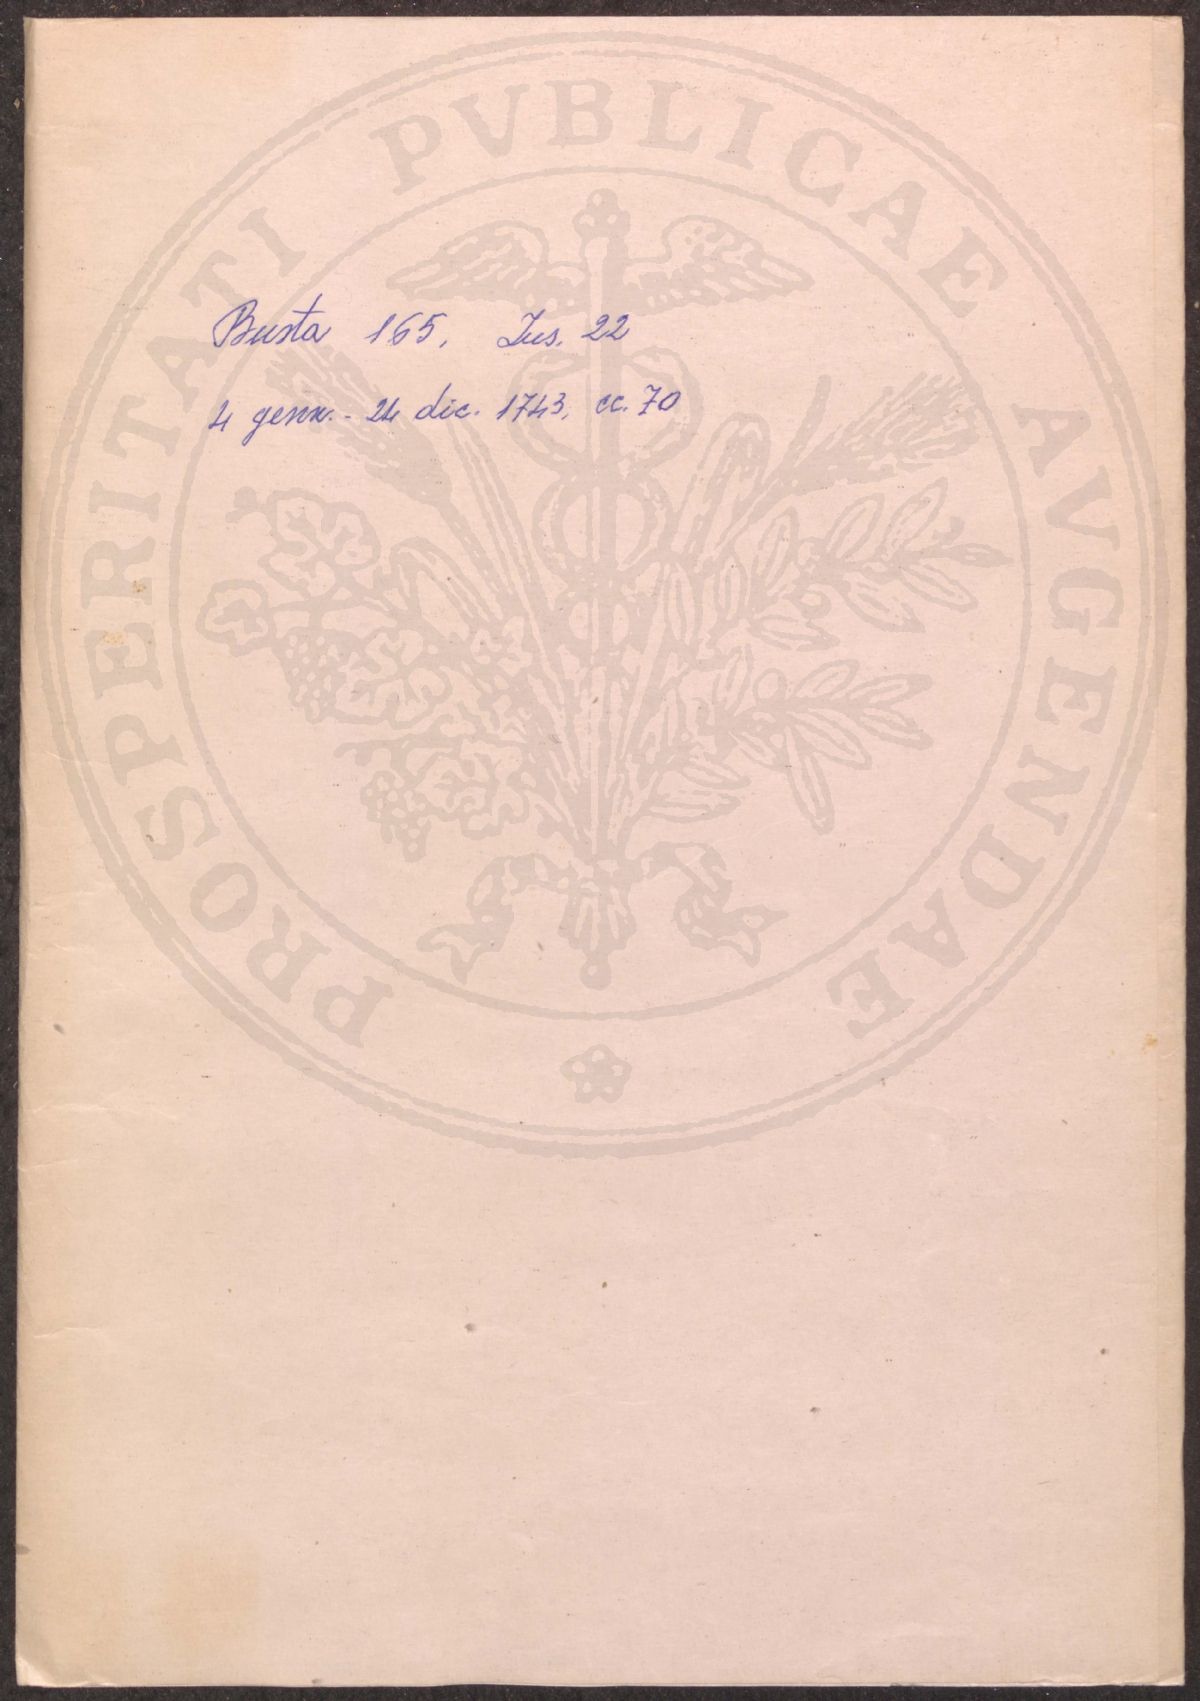 Busta 165, Ins. 22
4 genn. - 24 dic. 1743, cc. 70
PROSPERITATI PVBLICAE AVGENDAE